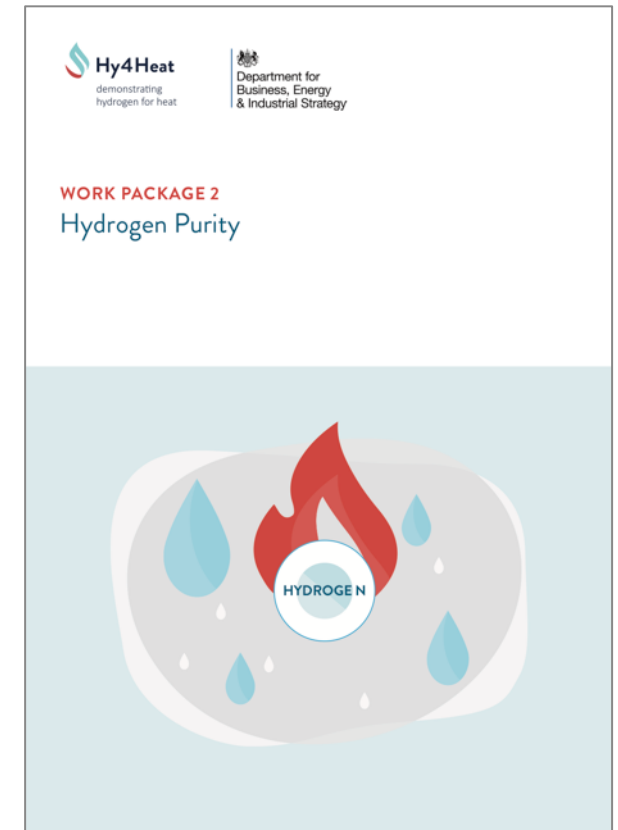 Hy4Heat
demonstrating
hydrogen for heat
Department for
Business, Energy
& Industrial Strategy
WORK PACKAGE 2
Hydrogen Purity
HYDROGEN